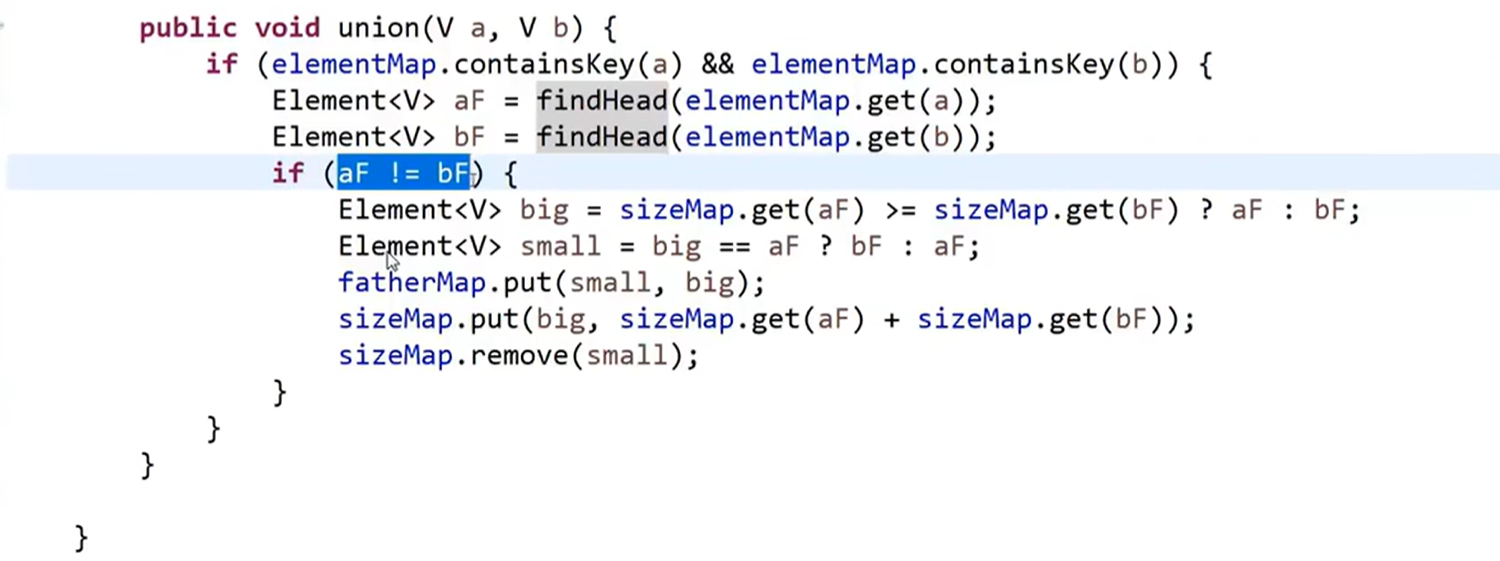 public void union(V a, V b) {
if (elementMap.containsKey(a) && elementMap.containsKey(b)) {
Element<V> aF = findHead(elementMap.get(a));
Element<V> bF = findHead(elementMap.get(b));
if (aF != bF) {
Element<V> big = sizeMap.get(aF) >= sizeMap.get(bF) ? aF : bF;
Element<V> small = big == aF ? bF : aF;
fatherMap.put(small, big);
sizeMap.put(big, sizeMap.get(aF) + sizeMap.get(bF));
sizeMap.remove(small);
}
}
}
}